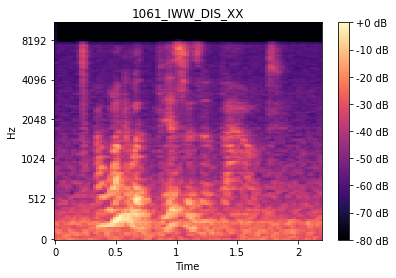 1061_IWW_DIS_XX
8192
4096
2048
1024
512
0
Hz
0
0.5
1
1.5
2
Time
+0 dB
-10 dB
-20 dB
-30 dB
-40 dB
-50 dB
-60 dB
-70 dB
-80 dB